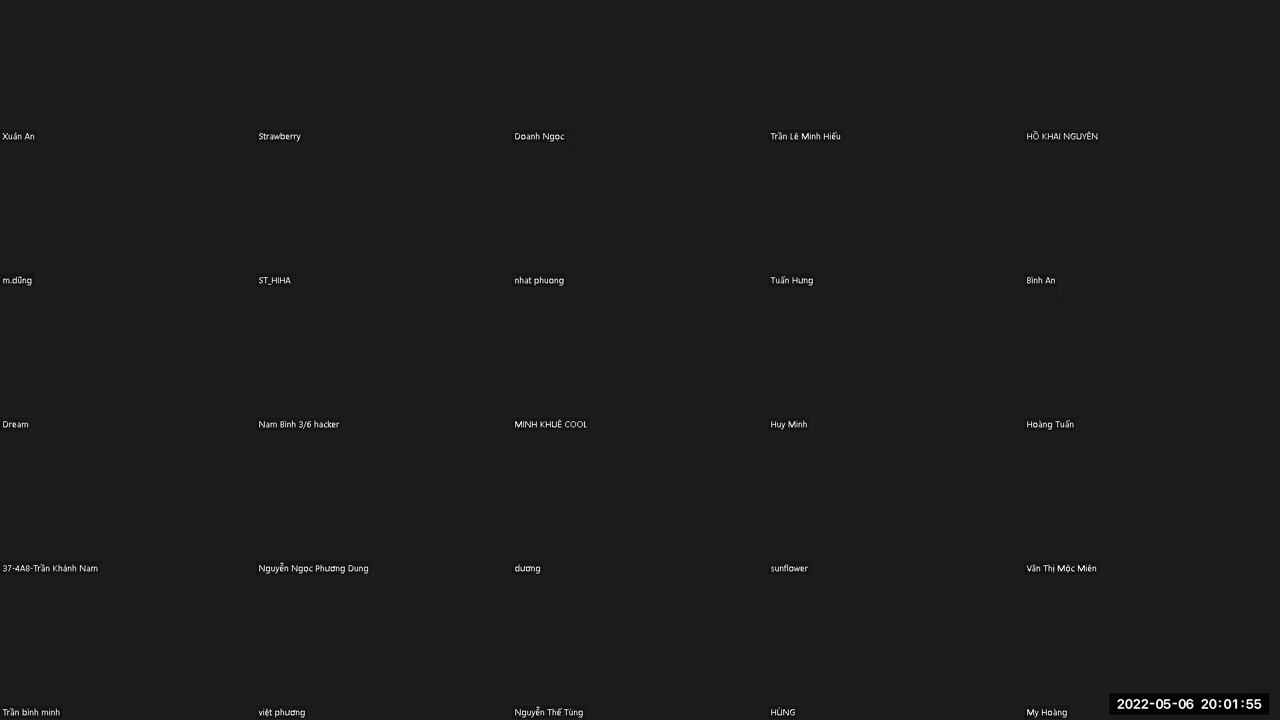 Xuân An
Strawberry
Doanh Ngọc
Trần Lê Minh Hiếu
HỒ KHAI NGUYÊN
m.dũng
ST_HIHA
nhat phuong
Tuấn Hưng
Bình An
Dream
Nam Bình 3/6 hacker
MINH KHUÊ COOL
Huy Minh
Hoàng Tuấn
37-4A8-Trần Khánh Nam
Nguyễn Ngọc Phương Dung
dương
sunflower
Văn Thị Mộc Miên
Trần bình minh
việt phương
Nguyễn Thế Tùng
HÙNG
My Hoàng
2022-05-06 20:01:55